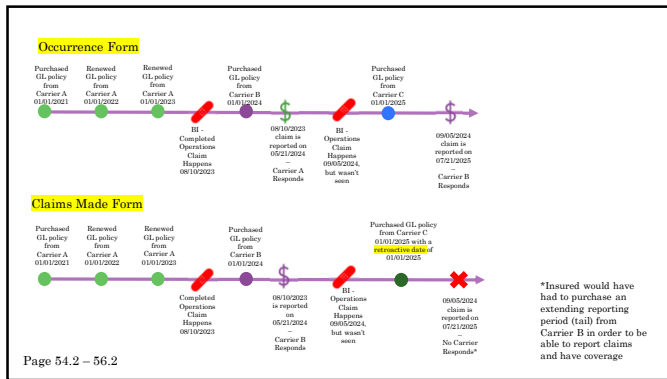 Occurrence Form
Purchased
GL policy
from
Carrier A
01/01/2021
Renewed
GL policy
from
Carrier A
01/01/2022
Renewed
GL policy
from
Carrier A
01/01/2023
BI -
Completed
Operations
Claim
Happens
08/10/2023
Purchased
GL policy
from
Carrier B
01/01/2024
$
08/10/2023
claim is
reported on
05/21/2024
–
Carrier A
Responds
BI -
Operations
Claim
Happens
09/05/2024,
but wasn't
seen
Purchased
GL policy
from
Carrier C
01/01/2025
$
09/05/2024
claim is
reported on
07/21/2025
–
Carrier B
Responds
Claims Made Form
Purchased
GL policy
from
Carrier A
01/01/2021
Renewed
GL policy
from
Carrier A
01/01/2022
Renewed
GL policy
from
Carrier A
01/01/2023
Completed
Operations
Claim
Happens
08/10/2023
Purchased
GL policy
from
Carrier B
01/01/2024
$
08/10/2023
is reported
on
05/21/2024
–
Carrier B
Responds
BI -
Operations
Claim
Happens
09/05/2024,
but wasn't
seen
Purchased GL policy
from Carrier C
01/01/2025 with a
retroactive date of
01/01/2025
09/05/2024
claim is
reported on
07/21/2025
–
No Carrier
Responds*
*Insured would have
had to purchase an
extending reporting
period (tail) from
Carrier B in order to be
able to report claims
and have coverage
Page 54.2 – 56.2